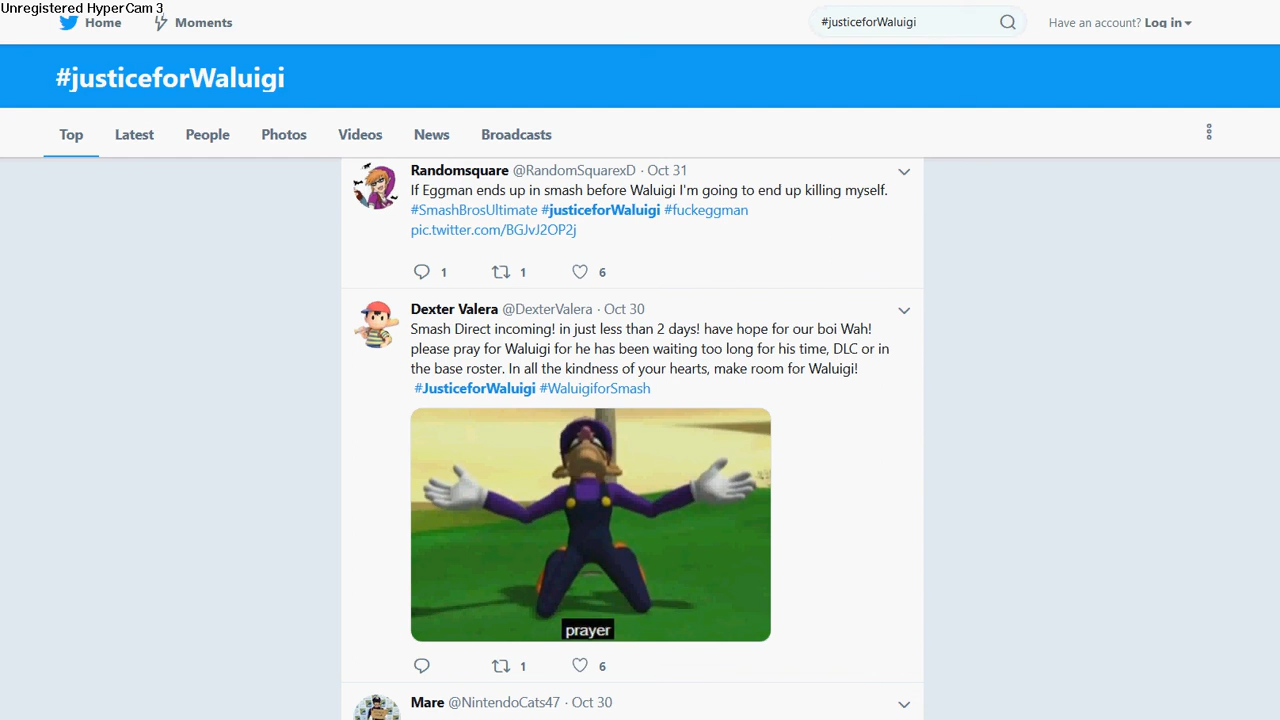 Unregistered HyperCam 3
Home
Moments
#justiceforWaluigi
Have an account? Log in
#justiceforWaluigi
Top
Latest
People
Photos
Videos
News
Broadcasts
Randomsquare @RandomSquarexD · Oct 31
If Eggman ends up in smash before Waluigi I'm going to end up killing myself.
#SmashBrosUltimate #justiceforWaluigi #fuckeggman
pic.twitter.com/BGJvJ2OP2j
1
1
6
Dexter Valera @DexterValera · Oct 30
Smash Direct incoming! in just less than 2 days! have hope for our boi Wah!
please pray for Waluigi for he has been waiting too long for his time, DLC or in
the base roster. In all the kindness of your hearts, make room for Waluigi!
#JusticeforWaluigi #WaluigiforSmash
prayer
1
6
Mare @NintendoCats47 · Oct 30